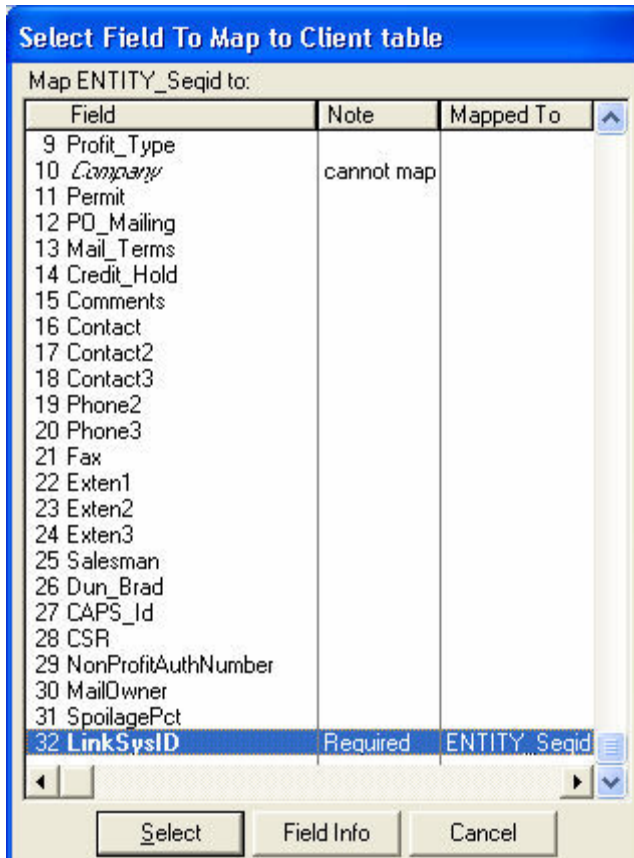 Select Field To Map to Client table
Map ENTITY_Seqid to:
Field Note Mapped To
9 Profit_Type
10 Company cannot map
11 Permit
12 PO_Mailing
13 Mail_Terms
14 Credit_Hold
15 Comments
16 Contact
17 Contact2
18 Contact3
19 Phone2
20 Phone3
21 Fax
22 Exten1
23 Exten2
24 Exten3
25 Salesman
26 Dun_Brad
27 CAPS_Id
28 CSR
29 NonProfitAuthNumber
30 MailOwner
31 SpoilagePct
32 LinkSysID Required ENTITY_Seqid
Select Field Info Cancel